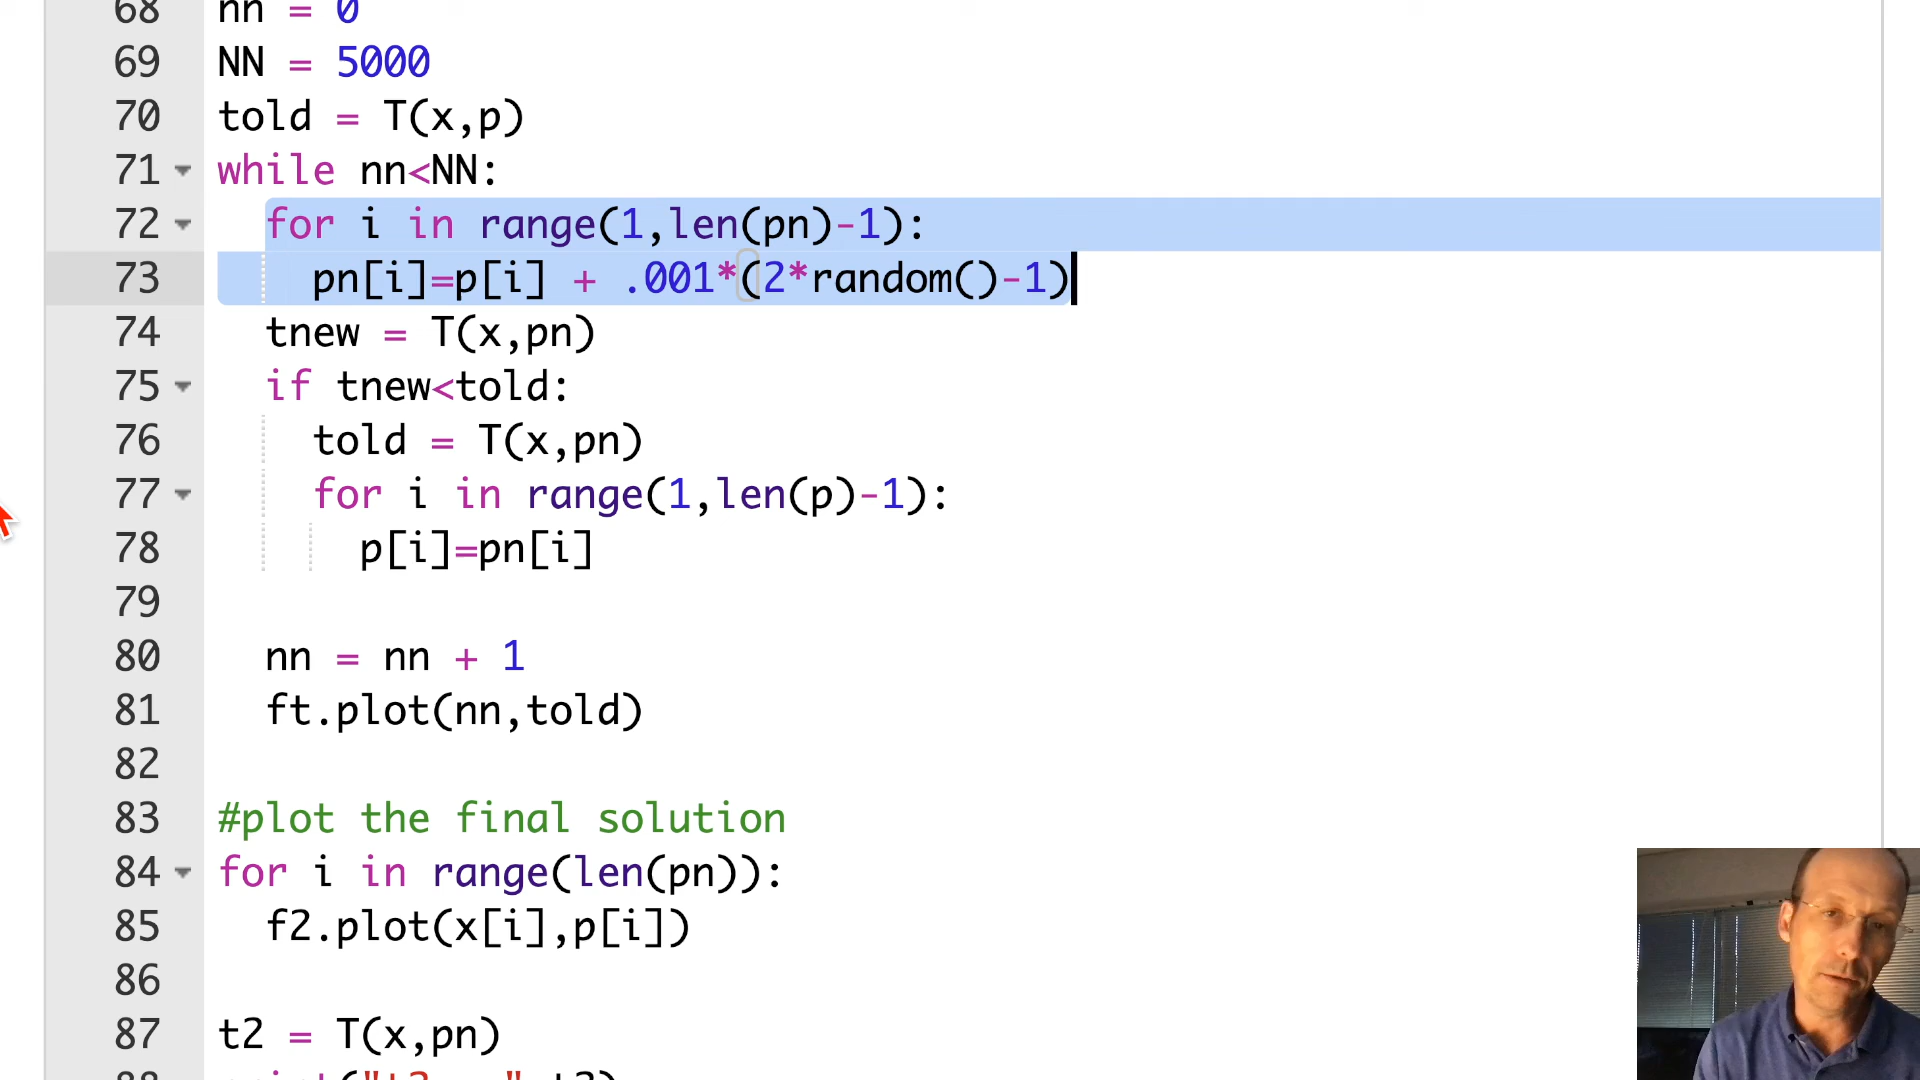 68 nn = 0
69 NN = 5000
70 told = T(x,p)
71 while nn<NN:
72 for i in range(1,len(pn)-1):
73 pn[i]=p[i] + .001*(2*random()-1)
74 tnew = T(x,pn)
75 if tnew<told:
76 told = T(x,pn)
77 for i in range(1,len(p)-1):
78 p[i]=pn[i]
79
80 nn = nn + 1
81 ft.plot(nn,told)
82
83 #plot the final solution
84 for i in range(len(pn)):
85 f2.plot(x[i],p[i])
86
87 t2 = T(x,pn)